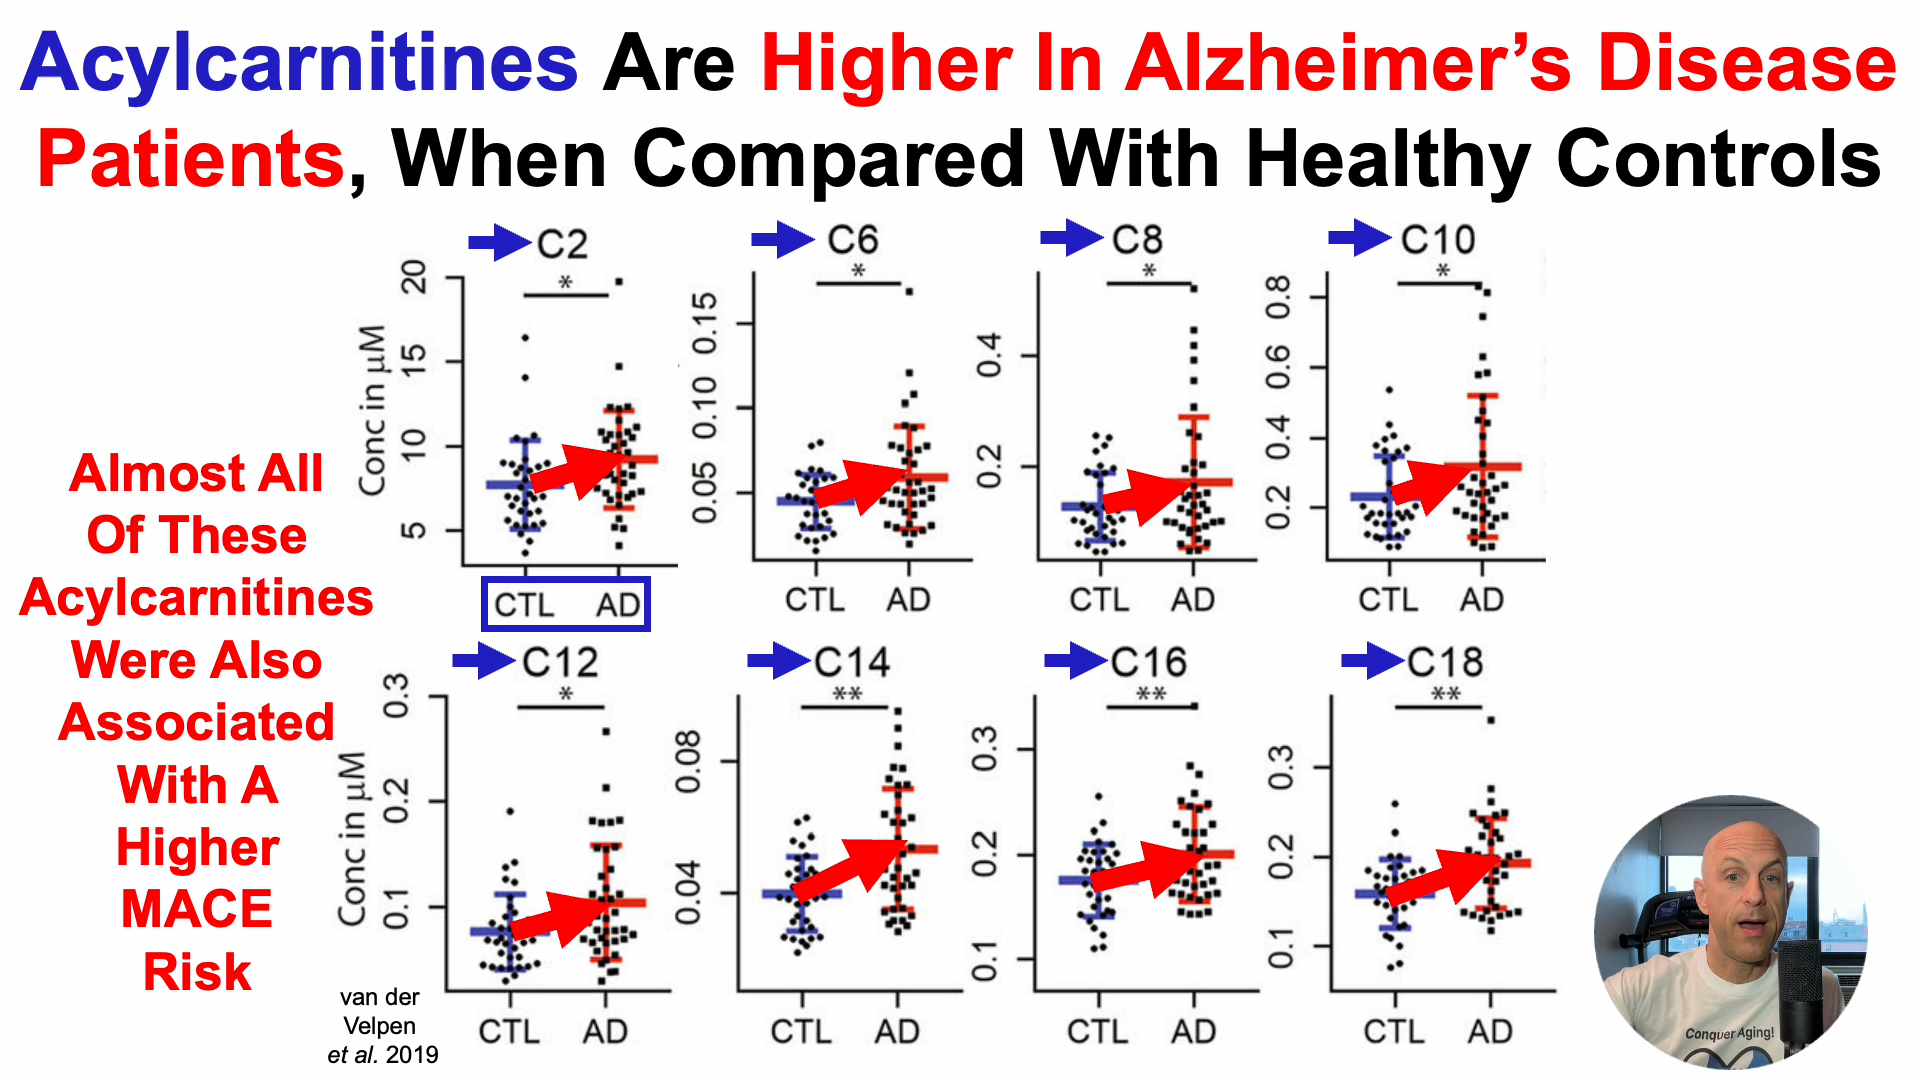 Acylcarnitines Are Higher In Alzheimer’s Disease
Patients, When Compared With Healthy Controls
Almost All
Of These
Acylcarnitines
Were Also
Associated
With A
Higher
MACE
Risk
C2
*
Conc in μM
20
15
10
5
CTL AD
C6
*
0.15
0.10
0.05
CTL AD
C8
*
0.4
0.2
CTL AD
C10
*
0.8
0.6
0.4
0.2
CTL AD
C12
*
Conc in μM
0.3
0.2
0.1
CTL AD
C14
**
0.08
0.04
CTL AD
C16
**
0.3
0.2
0.1
CTL AD
C18
**
0.3
0.2
0.1
CTL AD
van der
Velpen
et al. 2019
Conquer Aging!